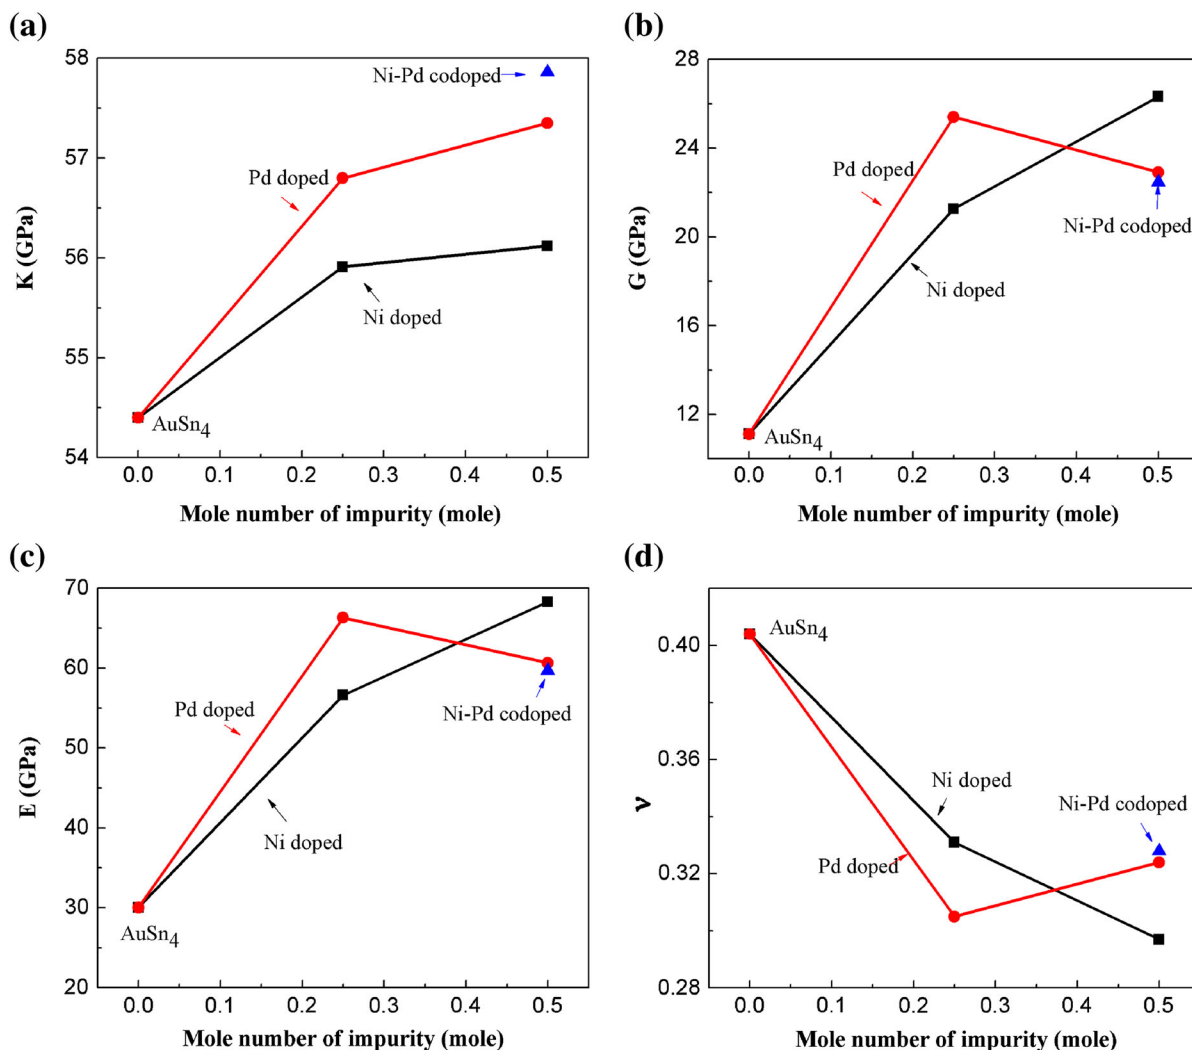 (a)
58
57
56
55
54
K (GPa)
Ni-Pd codoped
Pd doped
Ni doped
AuSn4
0.0 0.1 0.2 0.3 0.4 0.5
Mole number of impurity (mole)
(b)
28
24
20
16
12
G (GPa)
Pd doped
Ni-Pd codoped
Ni doped
AuSn4
0.0 0.1 0.2 0.3 0.4 0.5
Mole number of impurity (mole)
(c)
70
60
50
40
30
20
E (GPa)
Pd doped
Ni-Pd codoped
Ni doped
AuSn4
0.0 0.1 0.2 0.3 0.4 0.5
Mole number of impurity (mole)
(d)
0.40
0.36
0.32
0.28
ν
AuSn4
Ni doped
Ni-Pd codoped
Pd doped
0.0 0.1 0.2 0.3 0.4 0.5
Mole number of impurity (mole)